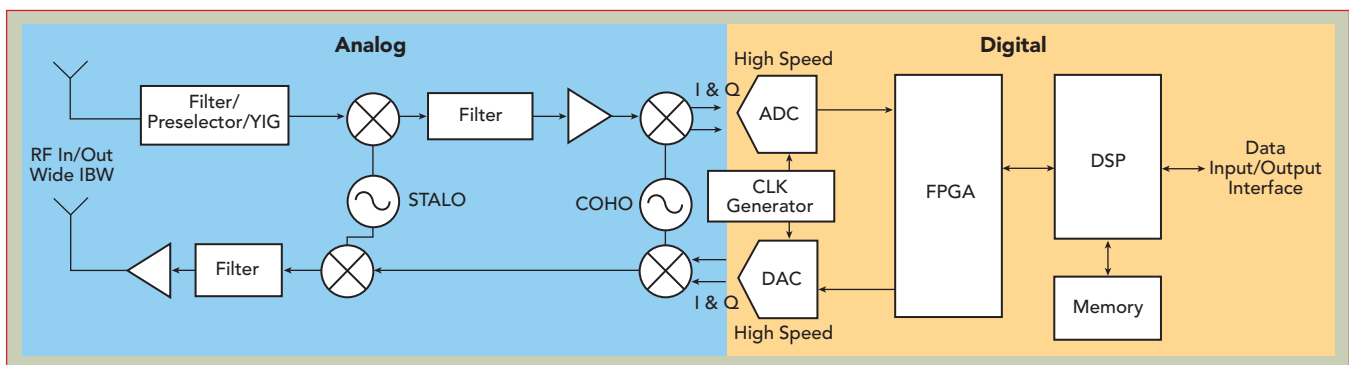 Analog
Digital
High Speed
I & Q
Filter/
Preselector/YIG
Filter
ADC
RF In/Out
Wide IBW
STALO
COHO
CLK
Generator
FPGA
DSP
Data
Input/Output
Interface
Filter
DAC
I & Q
High Speed
Memory